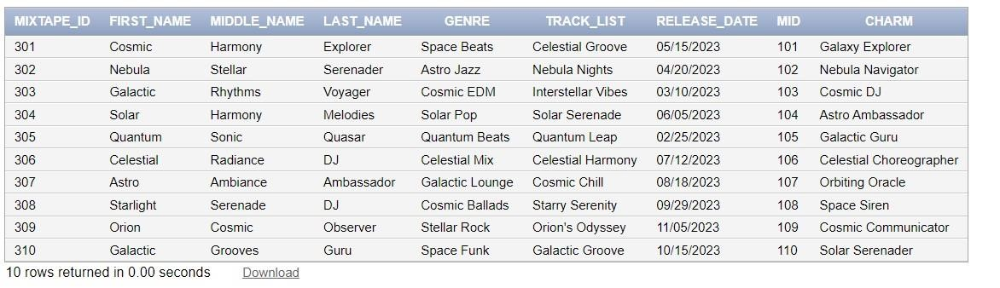 MIXTAPE_ID FIRST_NAME MIDDLE_NAME LAST_NAME GENRE TRACK_LIST RELEASE_DATE MID CHARM
301 Cosmic Harmony Explorer Space Beats Celestial Groove 05/15/2023 101 Galaxy Explorer
302 Nebula Stellar Serenader Astro Jazz Nebula Nights 04/20/2023 102 Nebula Navigator
303 Galactic Rhythms Voyager Cosmic EDM Interstellar Vibes 03/10/2023 103 Cosmic DJ
304 Solar Harmony Melodies Solar Pop Solar Serenade 06/05/2023 104 Astro Ambassador
305 Quantum Sonic Quasar Quantum Beats Quantum Leap 02/25/2023 105 Galactic Guru
306 Celestial Radiance DJ Celestial Mix Celestial Harmony 07/12/2023 106 Celestial Choreographer
307 Astro Ambiance Ambassador Galactic Lounge Cosmic Chill 08/18/2023 107 Orbiting Oracle
308 Starlight Serenade DJ Cosmic Ballads Starry Serenity 09/29/2023 108 Space Siren
309 Orion Cosmic Observer Stellar Rock Orion's Odyssey 11/05/2023 109 Cosmic Communicator
310 Galactic Grooves Guru Space Funk Galactic Groove 10/15/2023 110 Solar Serenader
10 rows returned in 0.00 seconds Download